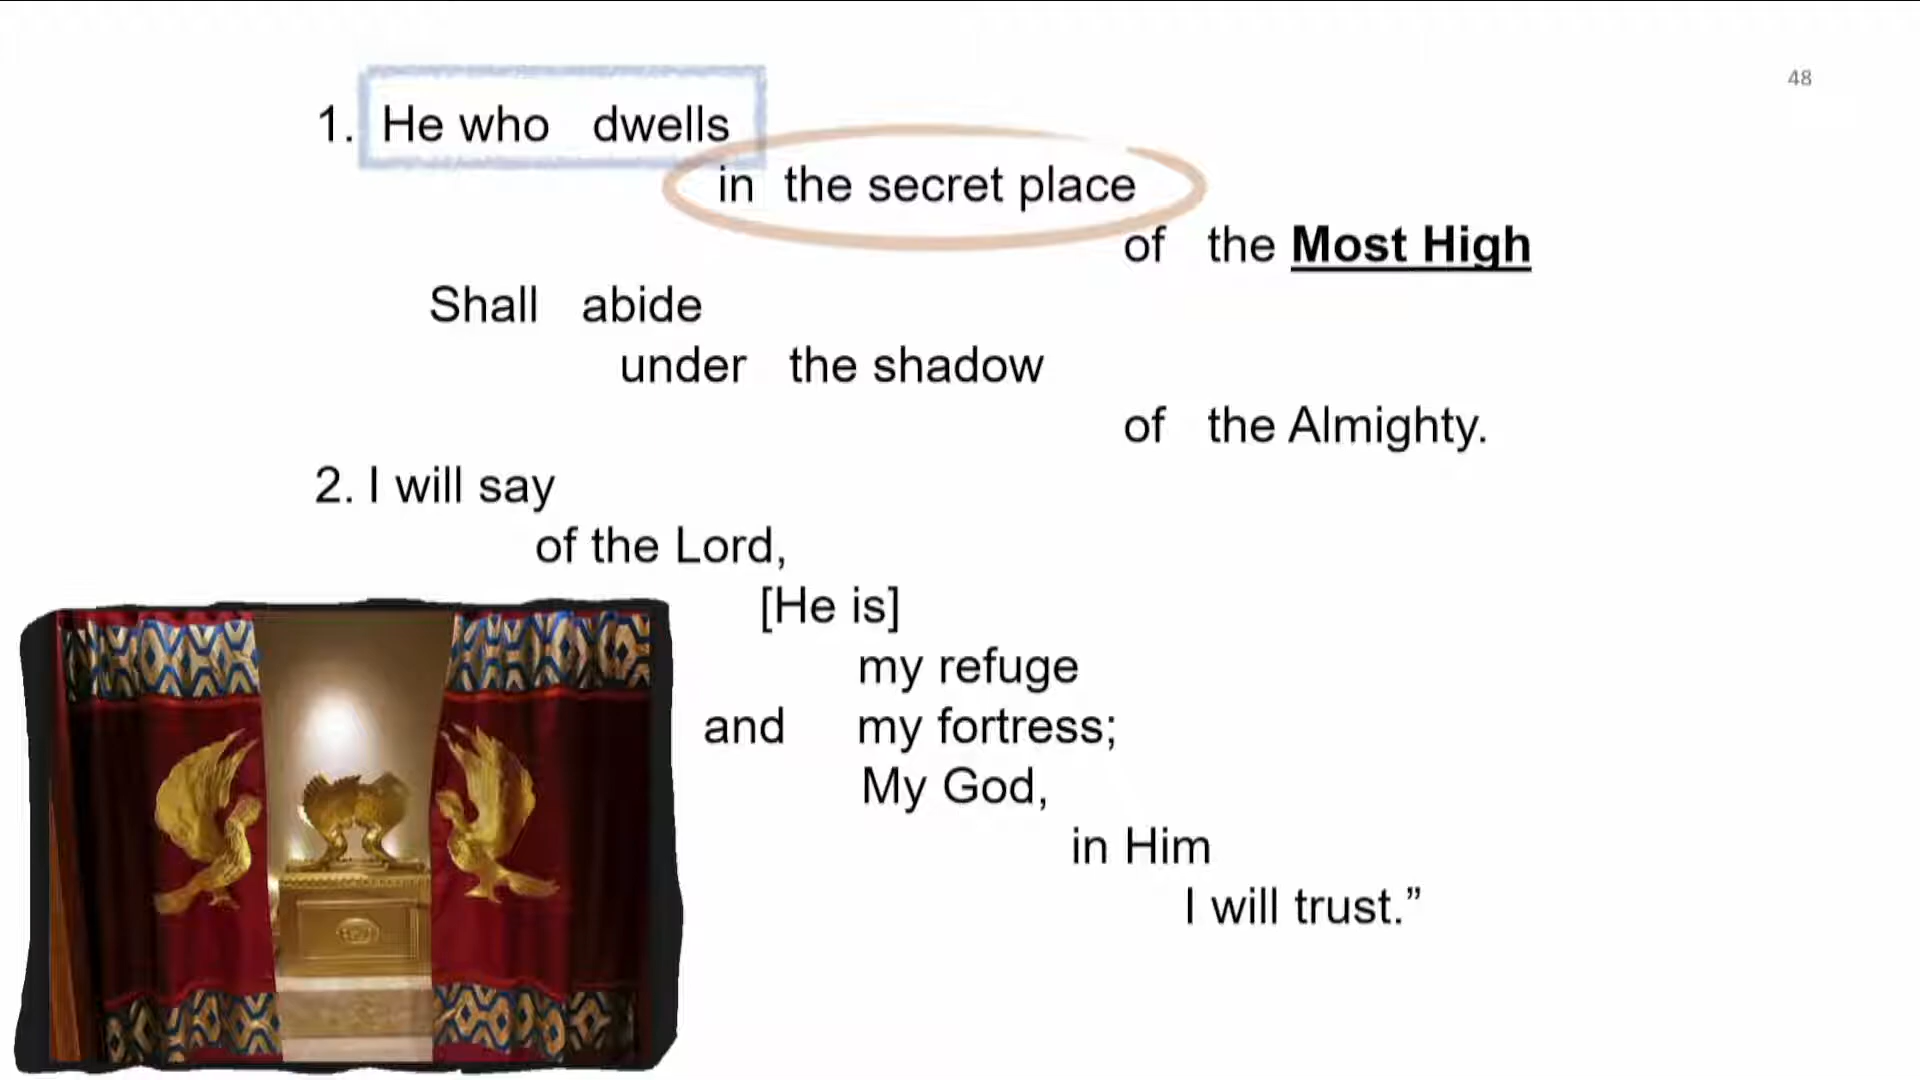 48
1. He who dwells
in the secret place
of the Most High
Shall abide
under the shadow
of the Almighty.
2. I will say
of the Lord,
[He is]
my refuge
and my fortress;
My God,
in Him
I will trust.”